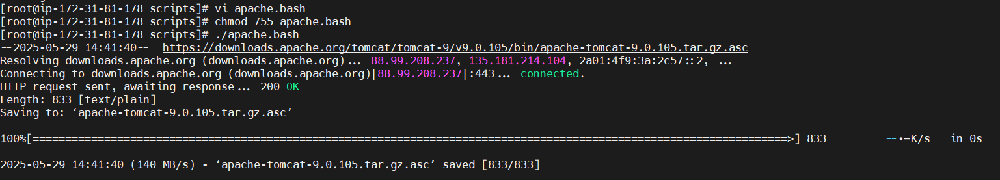 [root@ip-172-31-81-178 scripts]# vi apache.bash
[root@ip-172-31-81-178 scripts]# chmod 755 apache.bash
[root@ip-172-31-81-178 scripts]# ./apache.bash
--2025-05-29 14:41:40--  https://downloads.apache.org/tomcat/tomcat-9/v9.0.105/bin/apache-tomcat-9.0.105.tar.gz.asc
Resolving downloads.apache.org (downloads.apache.org)... 88.99.208.237, 135.181.214.104, 2a01:4f9:3a:2c57::2, ...
Connecting to downloads.apache.org (downloads.apache.org)|88.99.208.237|:443... connected.
HTTP request sent, awaiting response... 200 OK
Length: 833 [text/plain]
Saving to: ‘apache-tomcat-9.0.105.tar.gz.asc’
100%[====================================================================================================================>] 833         --•-K/s   in 0s
2025-05-29 14:41:40 (140 MB/s) - ‘apache-tomcat-9.0.105.tar.gz.asc’ saved [833/833]